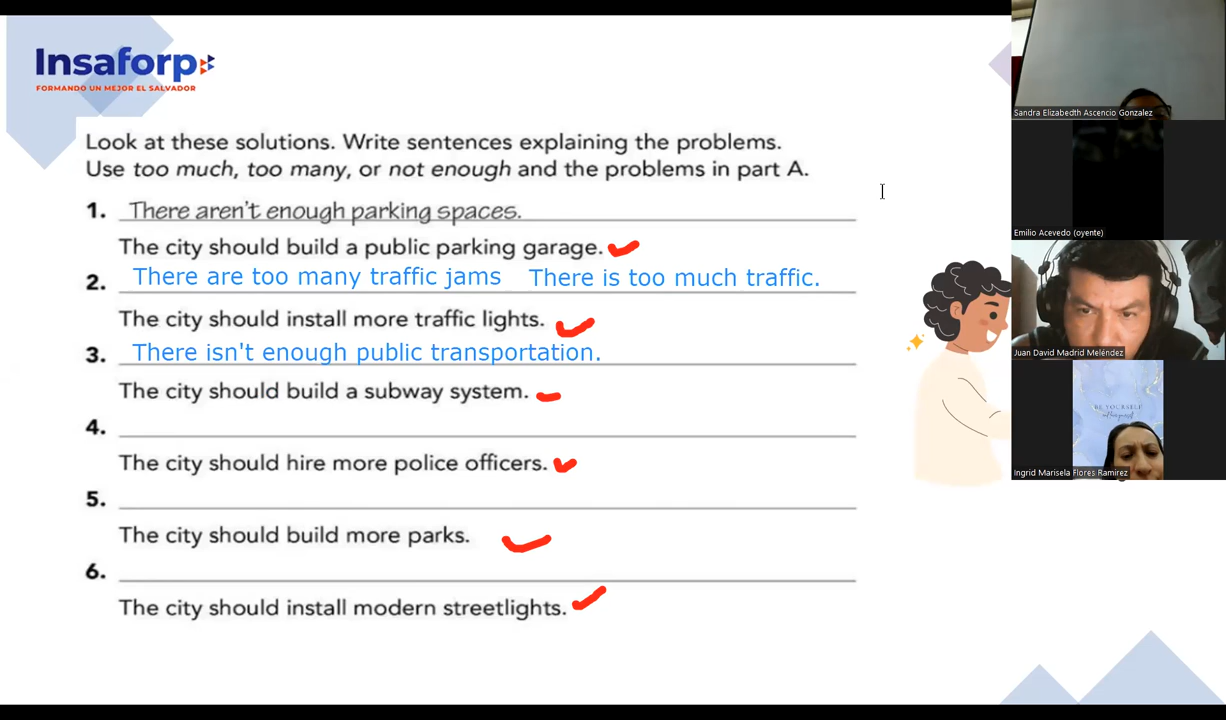 Insaforp
FORMANDO UN MEJOR EL SALVADOR
Look at these solutions. Write sentences explaining the problems.
Use too much, too many, or not enough and the problems in part A.
1. There aren't enough parking spaces.
The city should build a public parking garage.
2. There are too many traffic jams There is too much traffic.
The city should install more traffic lights.
3. There isn't enough public transportation.
The city should build a subway system.
4.
The city should hire more police officers.
5.
The city should build more parks.
6.
The city should install modern streetlights.
Sandra Elizabedth Ascencio Gonzalez
Emilio Acevedo (oyente)
Juan David Madrid Meléndez
BE YOURSELF
Ingrid Marisela Flores Ramirez